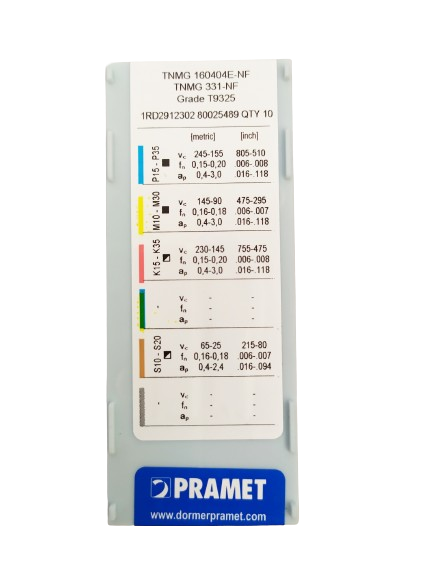 TNMG 160404E-NF
TNMG 331-NF
Grade T9325
1RD2912302 80025489 QTY 10
[metric] [inch]
P15 - P35
vc 245-155 805-510
fn 0,15-0,20 .006-.008
ap 0,4-3,0 .016-.118
M10 - M30
vc 145-90 475-295
fn 0,16-0,18 .006-.007
ap 0,4-3,0 .016-.118
K15 - K35
vc 230-145 755-475
fn 0,15-0,20 .006-.008
ap 0,4-3,0 .016-.118
-
vc - -
fn - -
ap - -
S10 - S20
vc 65-25 215-80
fn 0,16-0,18 .006-.007
ap 0,4-2,4 .016-.094
-
vc - -
fn - -
ap - -
PRAMET
www.dormerpramet.com